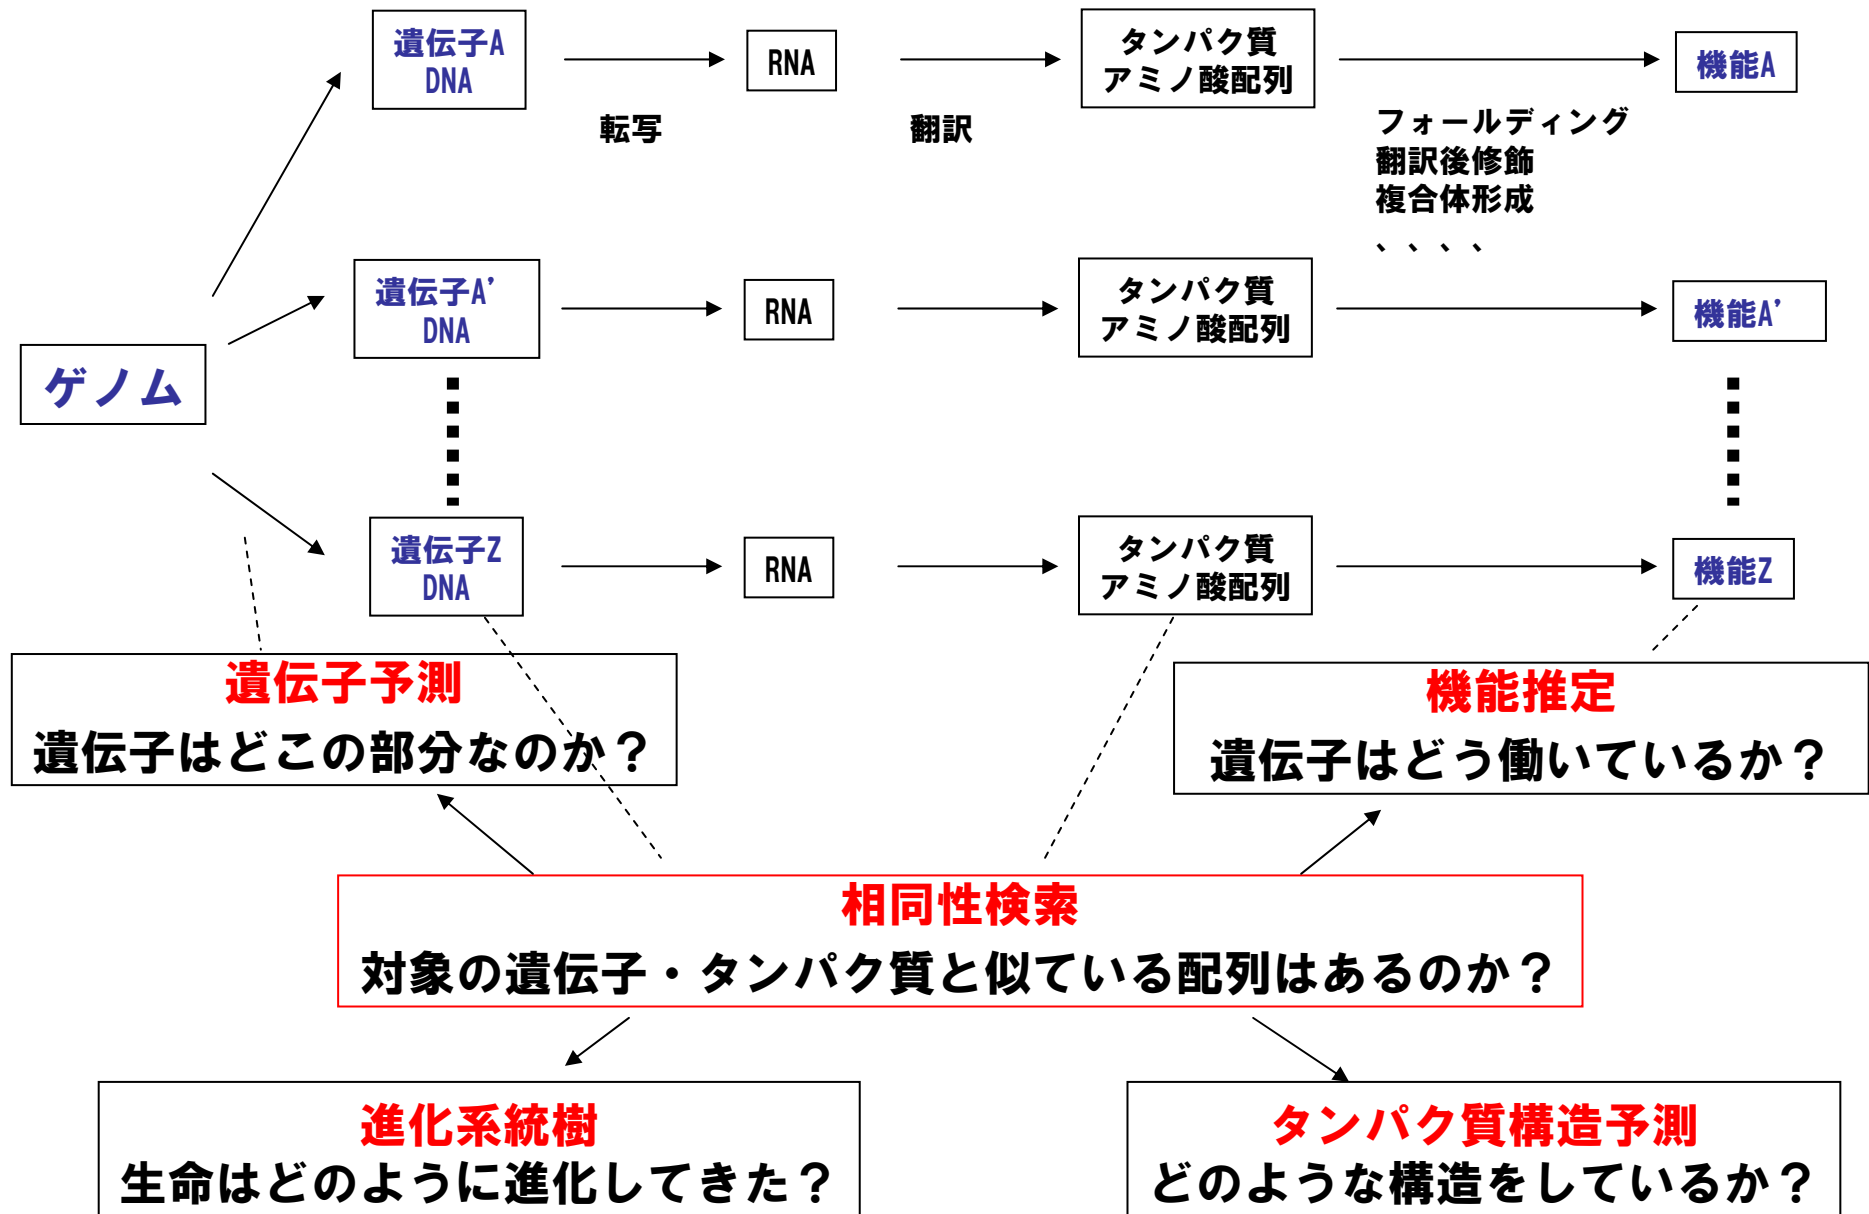 遺伝子A
DNA
RNA
タンパク質
アミノ酸配列
機能A
転写
翻訳
フォールディング
翻訳後修飾
複合体形成
、、、、
遺伝子A’
DNA
RNA
タンパク質
アミノ酸配列
機能A’
ゲノム
遺伝子Z
DNA
RNA
タンパク質
アミノ酸配列
機能Z
遺伝子予測
遺伝子はどこの部分なのか？
機能推定
遺伝子はどう働いているか？
相同性検索
対象の遺伝子・タンパク質と似ている配列はあるのか？
進化系統樹
生命はどのように進化してきた？
タンパク質構造予測
どのような構造をしているか？